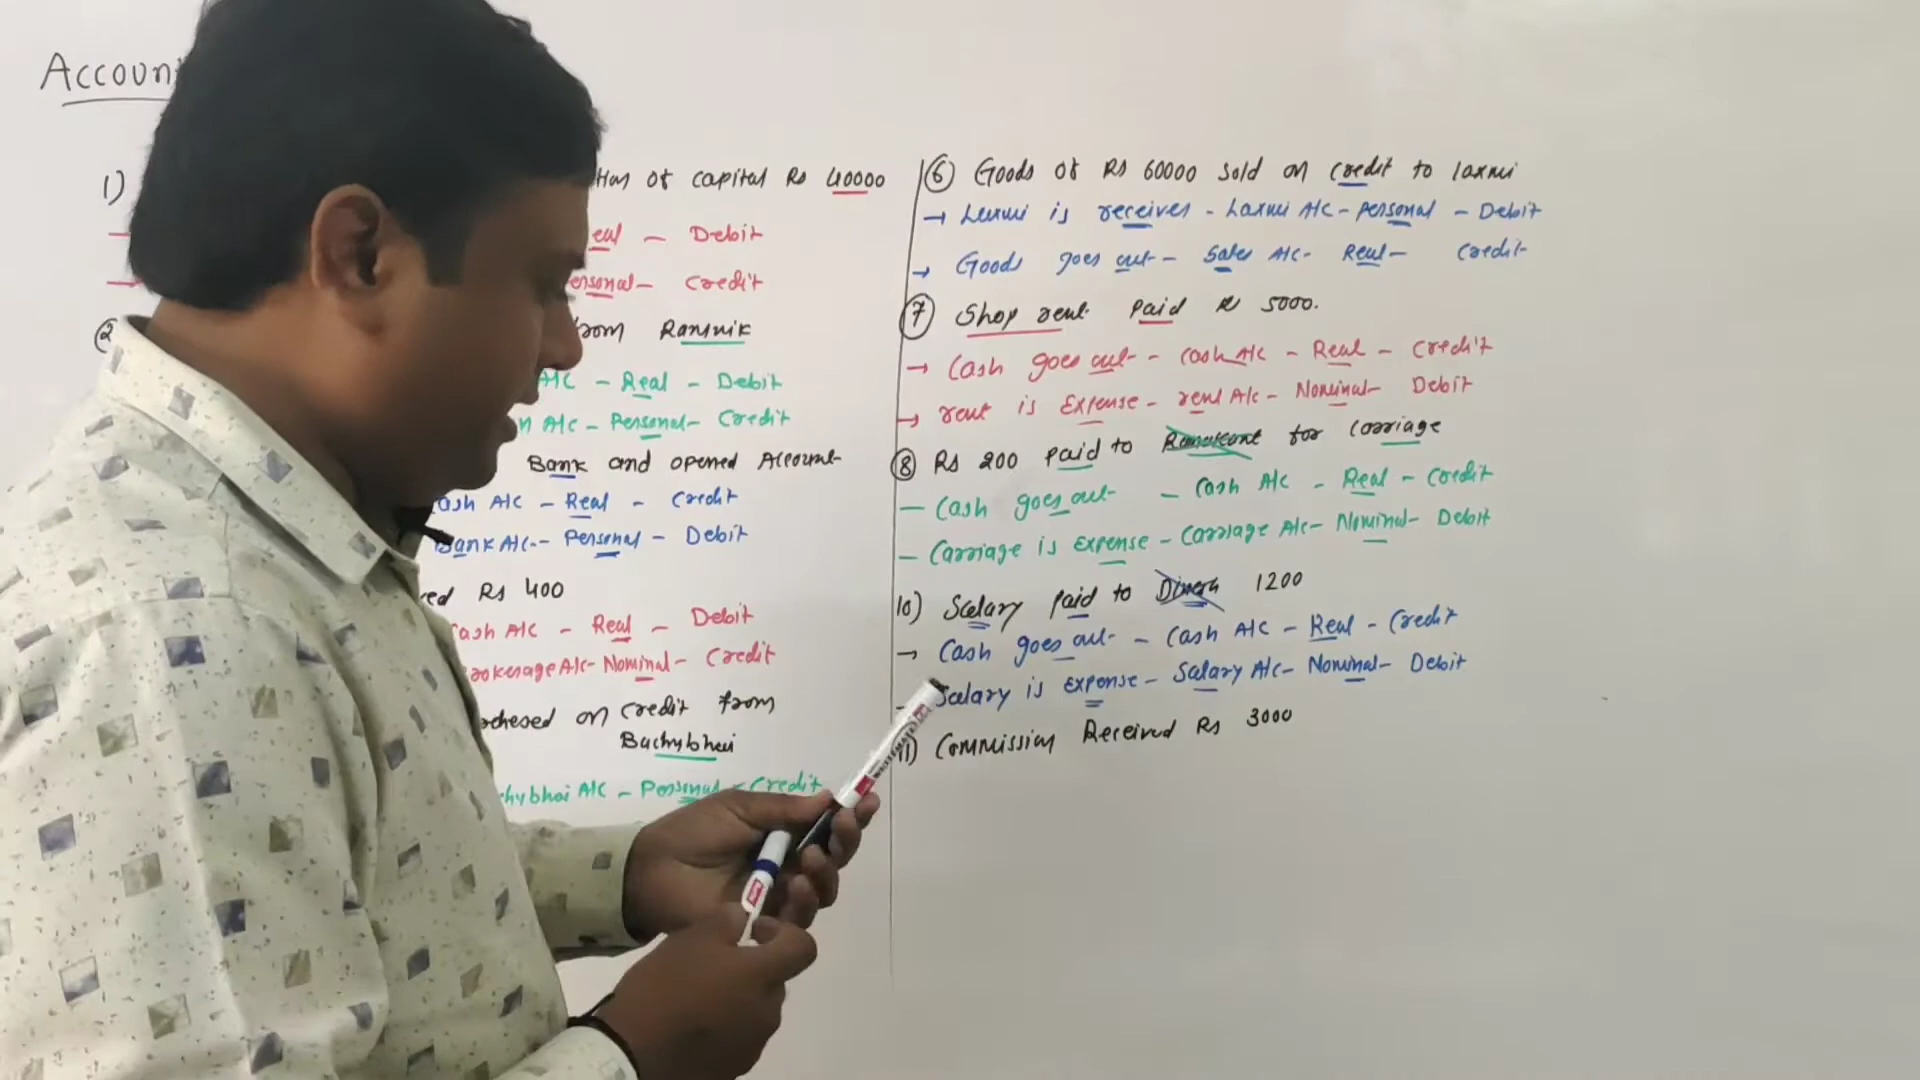 Accoun
1) tion of capital Rs 40000
eal - Debit
ersonal - Credit
2 from Ramnik
A/C - Real - Debit
n A/c - Personal - Credit
Bank and opened Account
ash A/C - Real - Credit
Bank A/C - Personal - Debit
ed Rs 400
Cash A/C - Real - Debit
rokerage A/c - Nominal - Credit
rchesed on credit from
Bachubhai
chybhai A/C - Personal - Credit
6 Goods of Rs 60000 sold on credit to laxmi
→ Laxmi is receiver - Laxmi A/C - Personal - Debit
→ Goods goes out - Sales A/C - Real - Credit
7 Shop rent Paid Rs 5000.
→ Cash goes out - Cash A/c - Real - Credit
→ rent is Expense - rent A/c - Nominal - Debit
8 Rs 200 paid to for Carriage
- Cash goes out - Cash A/c - Real - Credit
- Carriage is expense - Carriage A/c - Nominal - Debit
10) Salary paid to Dinesh 1200
→ Cash goes out - Cash A/c - Real - Credit
- Salary is expense - Salary A/c - Nominal - Debit
11) Commission Received Rs 3000